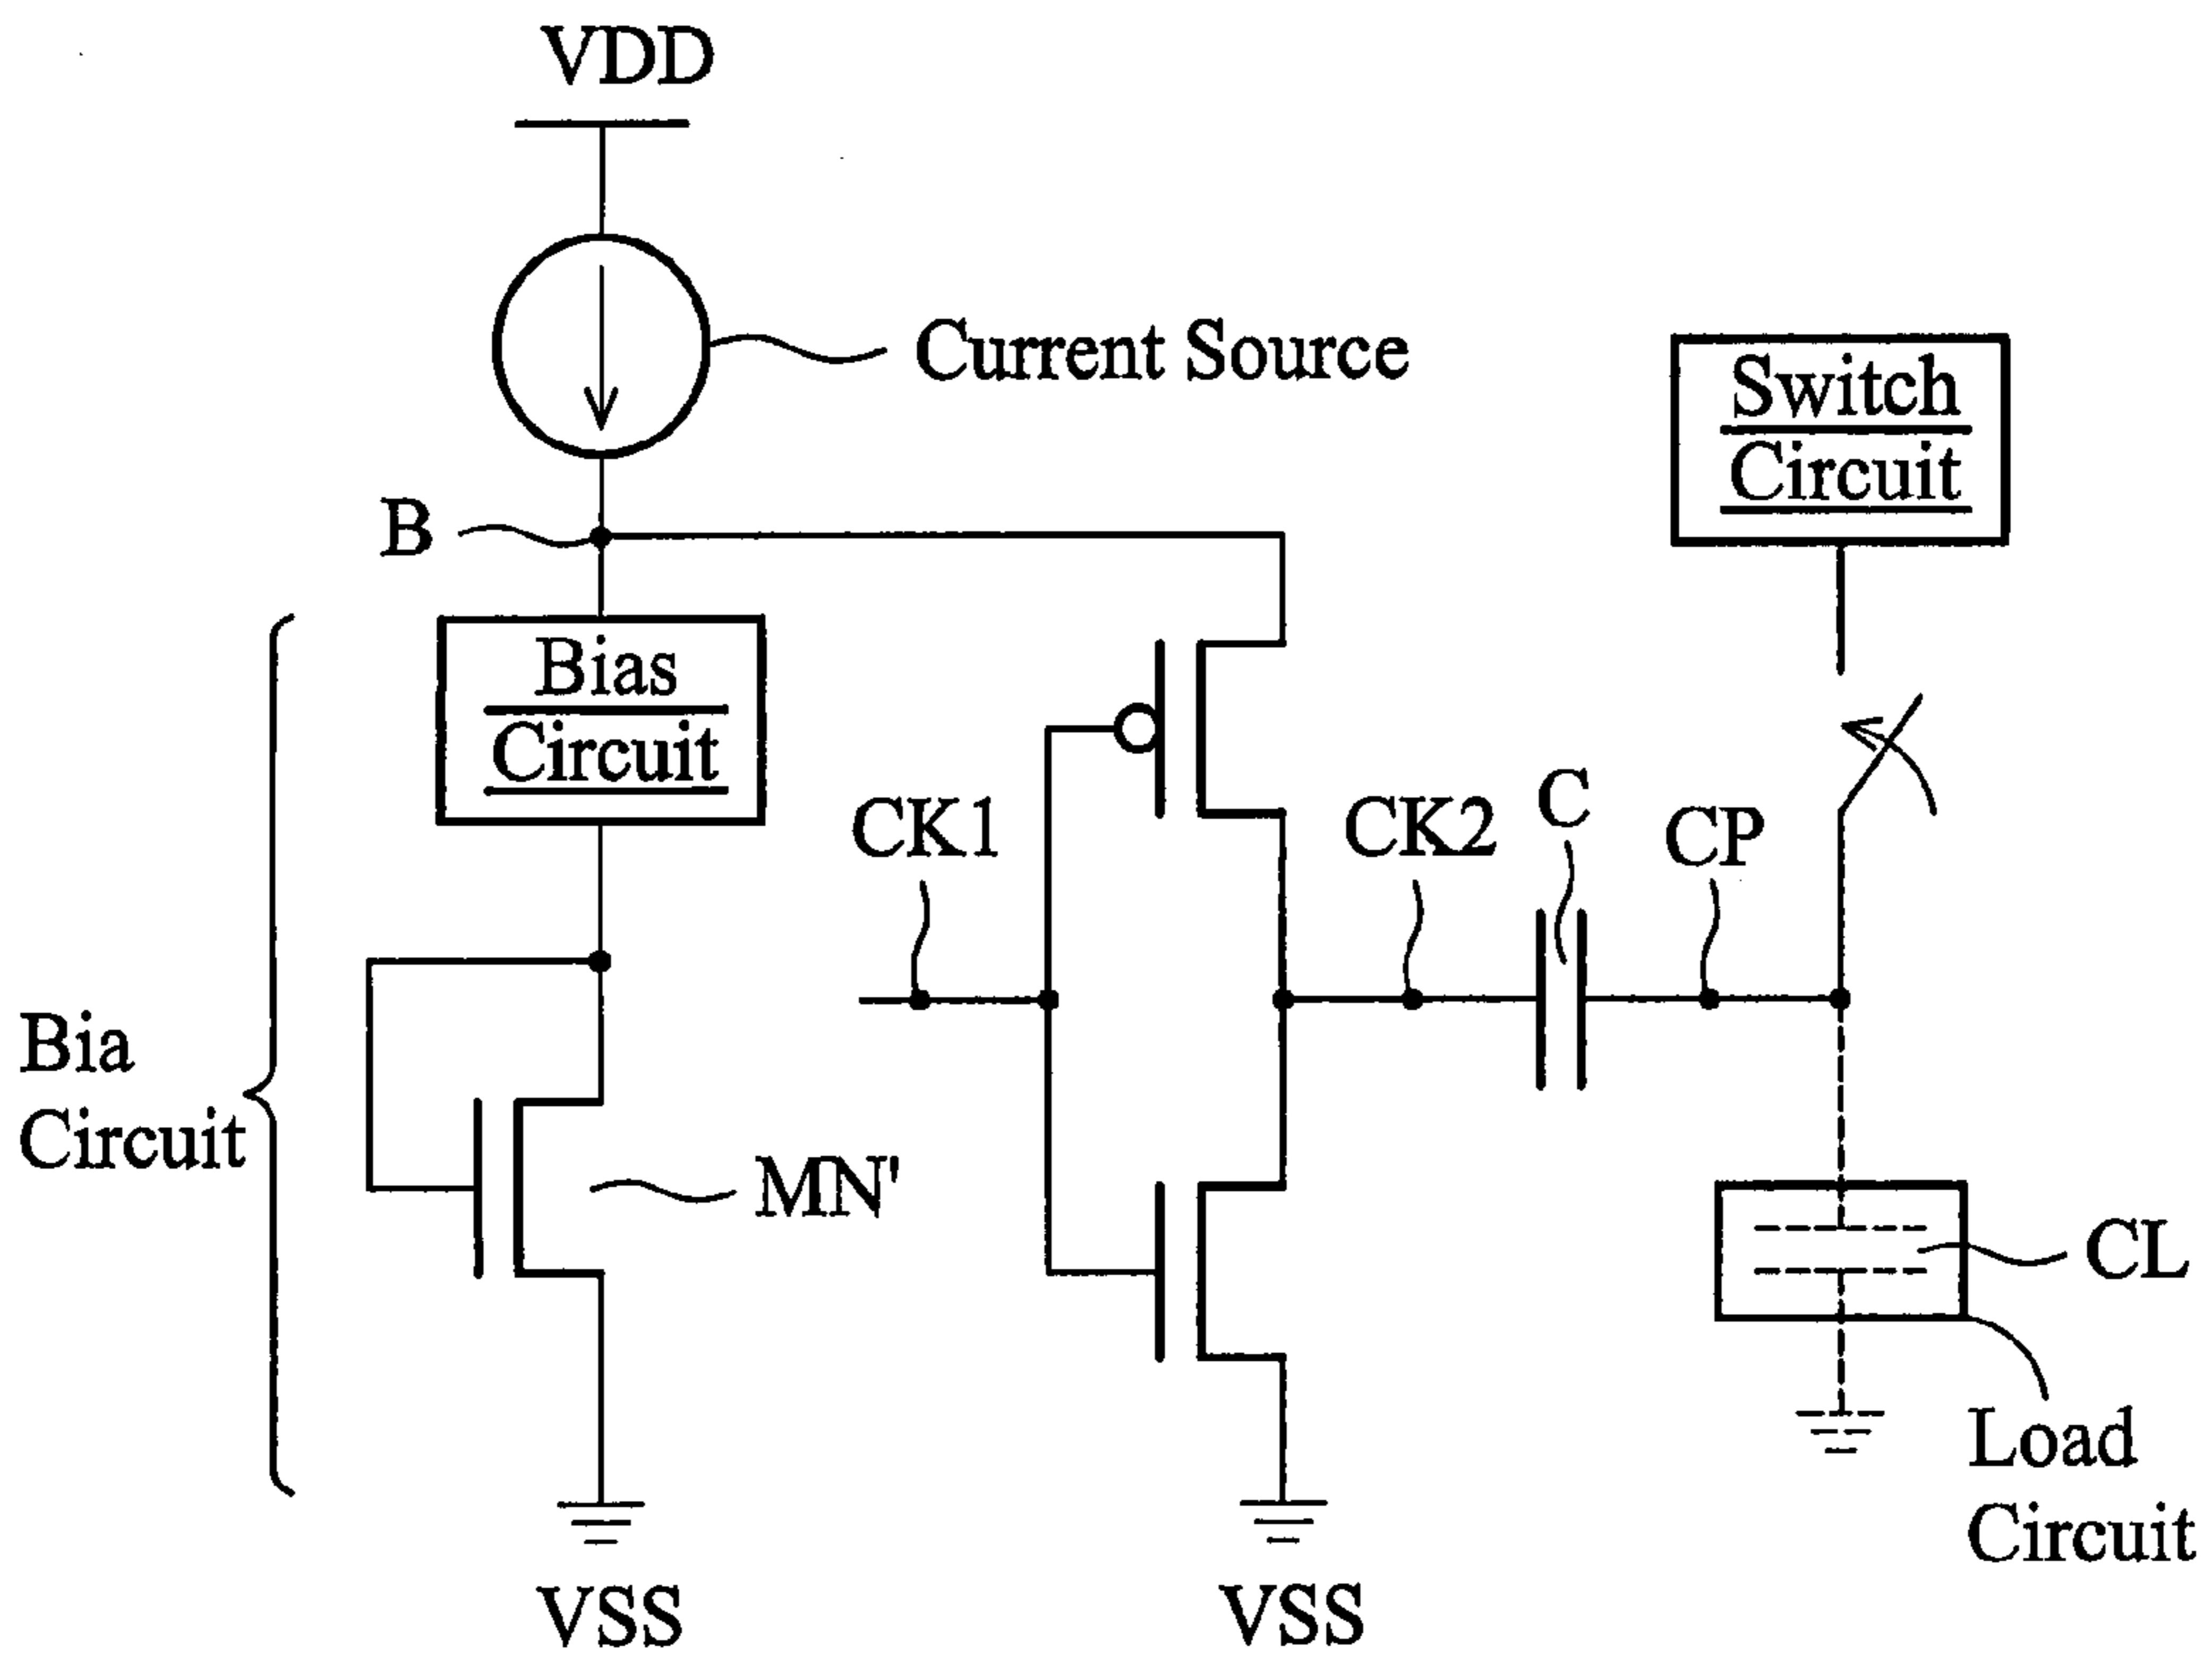 VDD
Current Source
Switch
Circuit
B
Bias
Circuit
CK1
CK2
C
CP
Bia
Circuit
MN'
CL
Load
Circuit
VSS
VSS